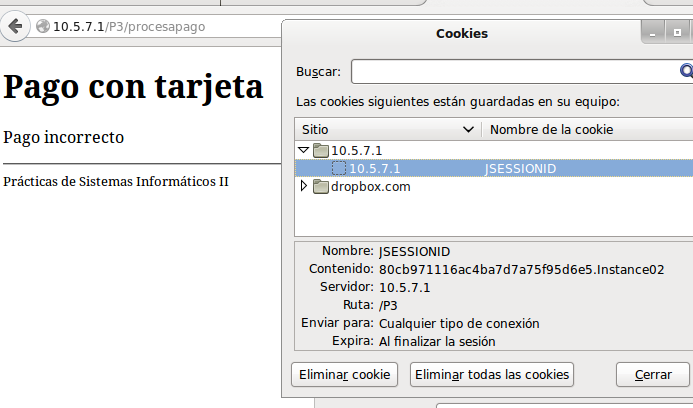 10.5.7.1/P3/procesapago
Pago con tarjeta
Pago incorrecto
Prácticas de Sistemas Informáticos II
Cookies
Buscar:
Las cookies siguientes están guardadas en su equipo:
Sitio Nombre de la cookie
10.5.7.1
10.5.7.1 JSESSIONID
dropbox.com
Nombre: JSESSIONID
Contenido: 80cb971116ac4ba7d7a75f95d6e5.Instance02
Servidor: 10.5.7.1
Ruta: /P3
Enviar para: Cualquier tipo de conexión
Expira: Al finalizar la sesión
Eliminar cookie Eliminar todas las cookies Cerrar